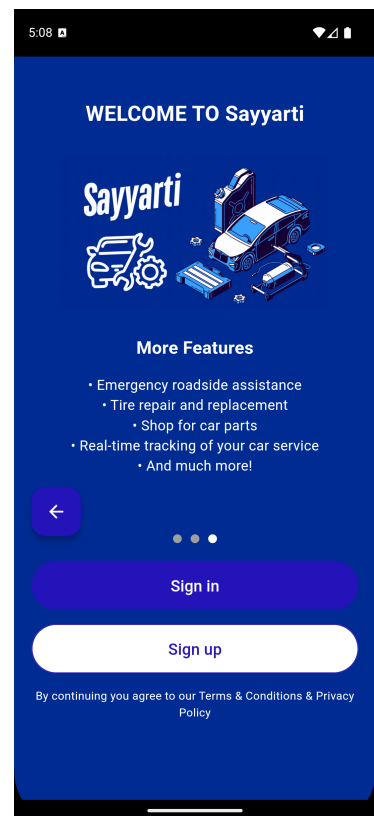 5:08 A
WELCOME TO Sayyarti
Sayyarti
More Features
• Emergency roadside assistance
• Tire repair and replacement
• Shop for car parts
• Real-time tracking of your car service
• And much more!
Sign in
Sign up
By continuing you agree to our Terms & Conditions & Privacy
Policy